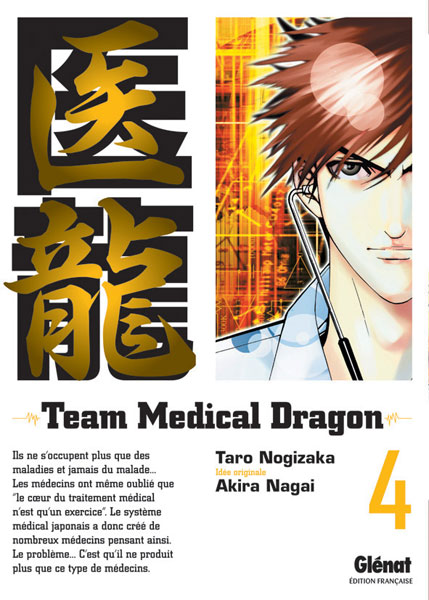 医
龍
Team Medical Dragon
Ils ne s'occupent plus que des
maladies et jamais du malade...
Les médecins ont même oublié que
"le cœur du traitement médical
n'est qu'un exercice". Le système
médical japonais a donc créé de
nombreux médecins pensant ainsi.
Le problème... C'est qu'il ne produit
plus que ce type de médecins.
Taro Nogizaka
Idée originale
Akira Nagai
4
Glénat
ÉDITION FRANÇAISE